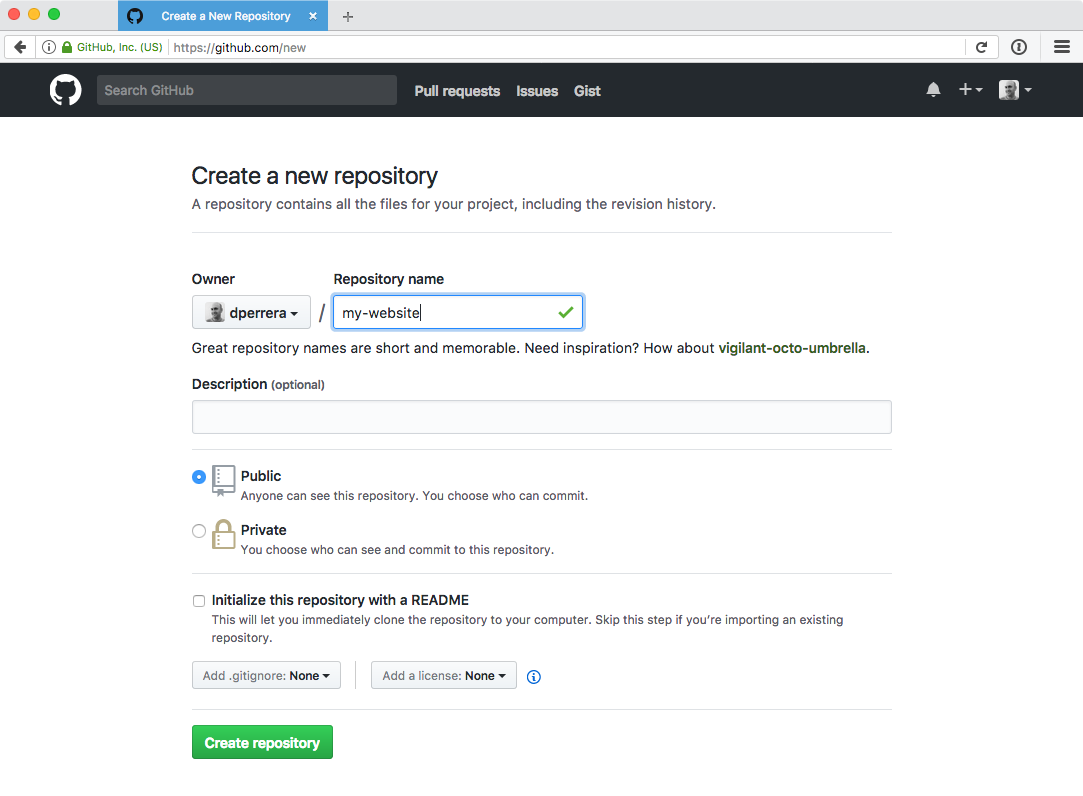 Create a New Repository
GitHub, Inc. (US) https://github.com/new
Search GitHub Pull requests Issues Gist
Create a new repository
A repository contains all the files for your project, including the revision history.
Owner Repository name
dperrera / my-website
Great repository names are short and memorable. Need inspiration? How about vigilant-octo-umbrella.
Description (optional)
Public
Anyone can see this repository. You choose who can commit.
Private
You choose who can see and commit to this repository.
Initialize this repository with a README
This will let you immediately clone the repository to your computer. Skip this step if you’re importing an existing
repository.
Add .gitignore: None Add a license: None
Create repository